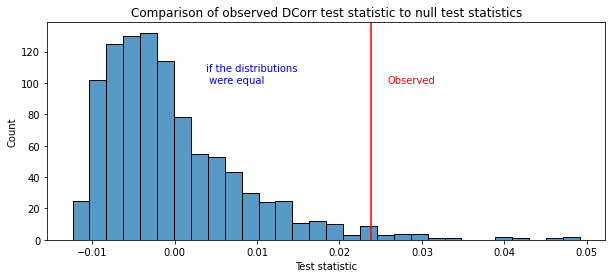 Comparison of observed DCorr test statistic to null test statistics
if the distributions
were equal
Observed
Count
120
100
80
60
40
20
0
−0.01
0.00
0.01
0.02
0.03
0.04
0.05
Test statistic